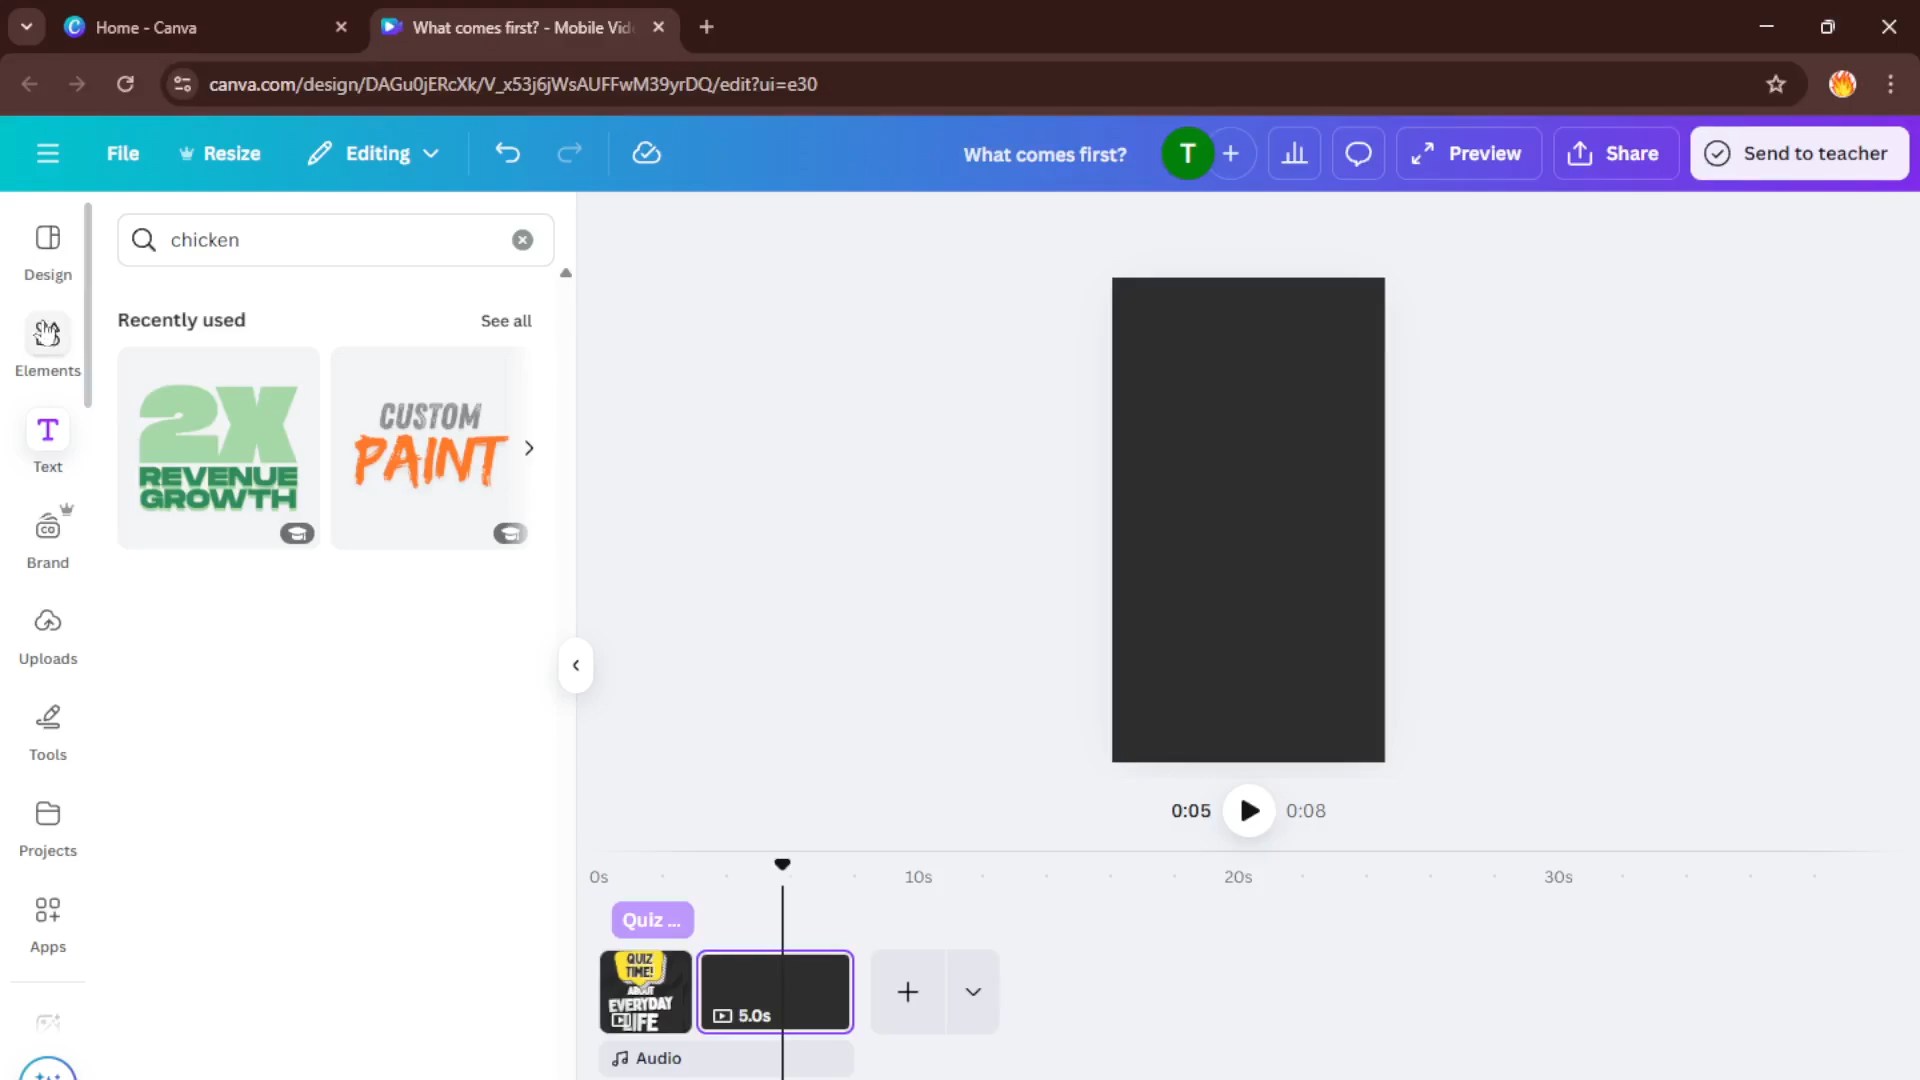 Home - Canva
What comes first? - Mobile Vid
canva.com/design/DAGu0jERcXk/V_x53j6jWsAUFFwM39yrDQ/edit?ui=e30
File
Resize
Editing
What comes first?
T
Preview
Share
Send to teacher
Design
Elements
Text
Brand
Uploads
Tools
Projects
Apps
chicken
Recently used
See all
2X
REVENUE
GROWTH
CUSTOM
PAINT
0:05
0:08
0s
10s
20s
30s
Quiz ...
QUIZ
TIME!
ABOUT
EVERYDAY
LIFE
5.0s
Audio